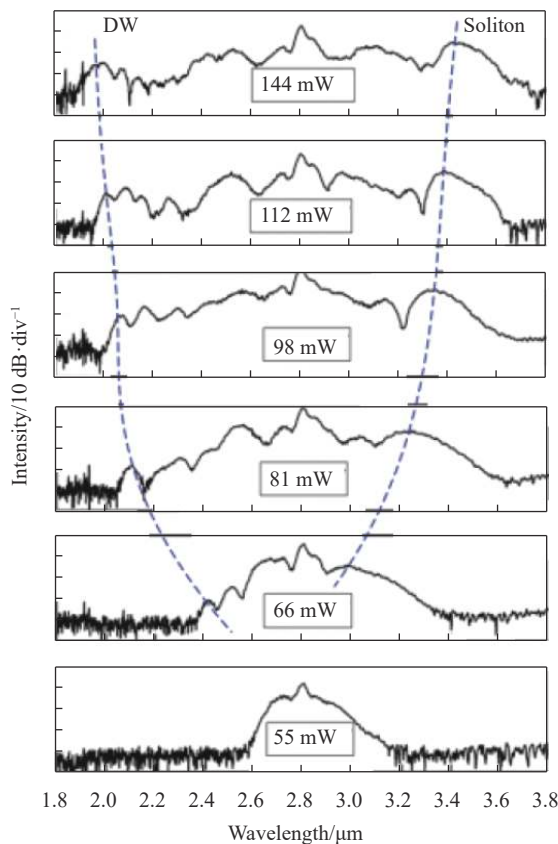 DW
Soliton
144 mW
112 mW
98 mW
81 mW
66 mW
55 mW
Intensity/10 dB·div⁻¹
1.8 2.0 2.2 2.4 2.6 2.8 3.0 3.2 3.4 3.6 3.8
Wavelength/μm